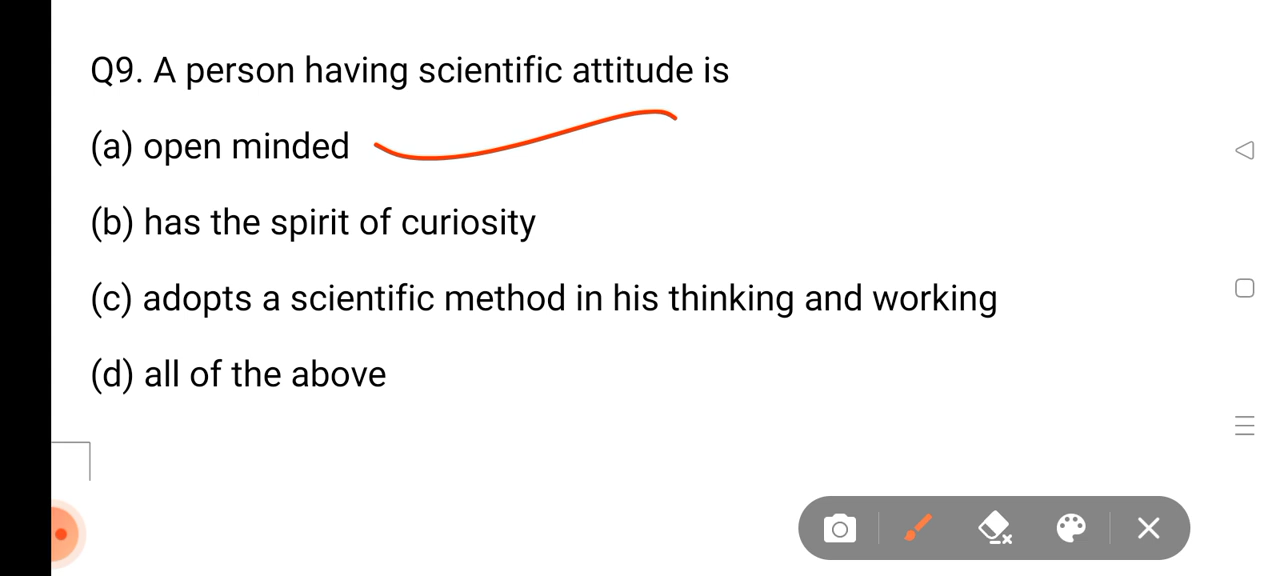 Q9. A person having scientific attitude is
(a) open minded
(b) has the spirit of curiosity
(c) adopts a scientific method in his thinking and working
(d) all of the above